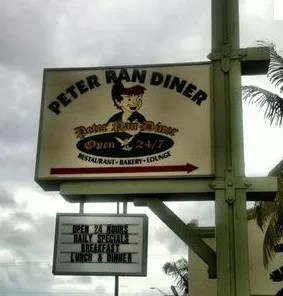 PETER PAN DINER
Peter Pan Diner
Open 24/7
RESTAURANT • BAKERY • LOUNGE
OPEN 24 HOURS
DAILY SPECIALS
BREAKFAST
LUNCH & DINNER